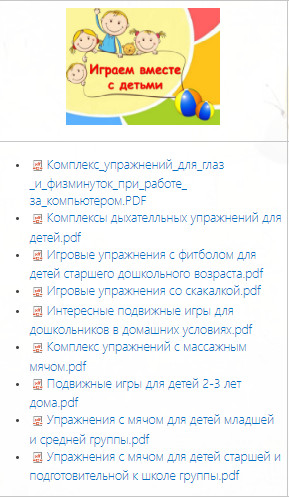 Играем вместе
с детьми
Комплекс_упражнений_для_глаз
_и_физминуток_при_работе_
за_компьютером.PDF
Комплексы дыхателльных упражнений для
детей.pdf
Игровые упражнения с фитболом для
детей старшего дошкольного возраста.pdf
Игровые упражнения со скакалкой.pdf
Интересные подвижные игры для
дошкольников в домашних условиях.pdf
Комплекс упражнений с массажным
мячом.pdf
Подвижные игры для детей 2-3 лет
дома.pdf
Упражнения с мячом для детей младшей
и средней группы.pdf
Упражнения с мячом для детей старшей и
подготовительной к школе группы.pdf